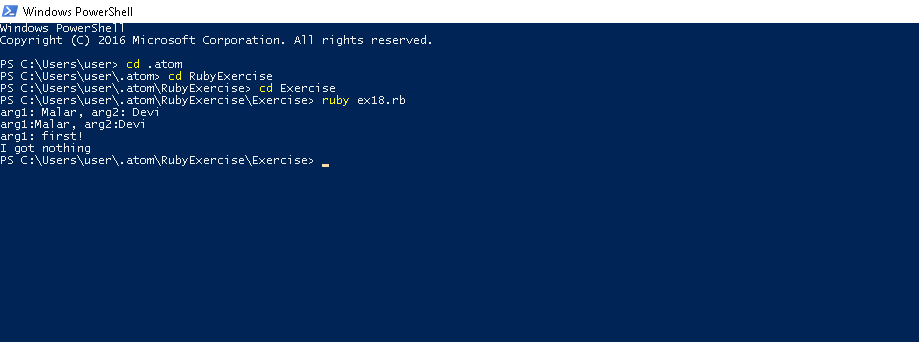 Windows PowerShell
Windows PowerShell
Copyright (C) 2016 Microsoft Corporation. All rights reserved.
PS C:\Users\user> cd .atom
PS C:\Users\user\.atom> cd RubyExercise
PS C:\Users\user\.atom\RubyExercise> cd Exercise
PS C:\Users\user\.atom\RubyExercise\Exercise> ruby ex18.rb
arg1: Malar, arg2: Devi
arg1:Malar, arg2:Devi
arg1: first!
I got nothing
PS C:\Users\user\.atom\RubyExercise\Exercise> _